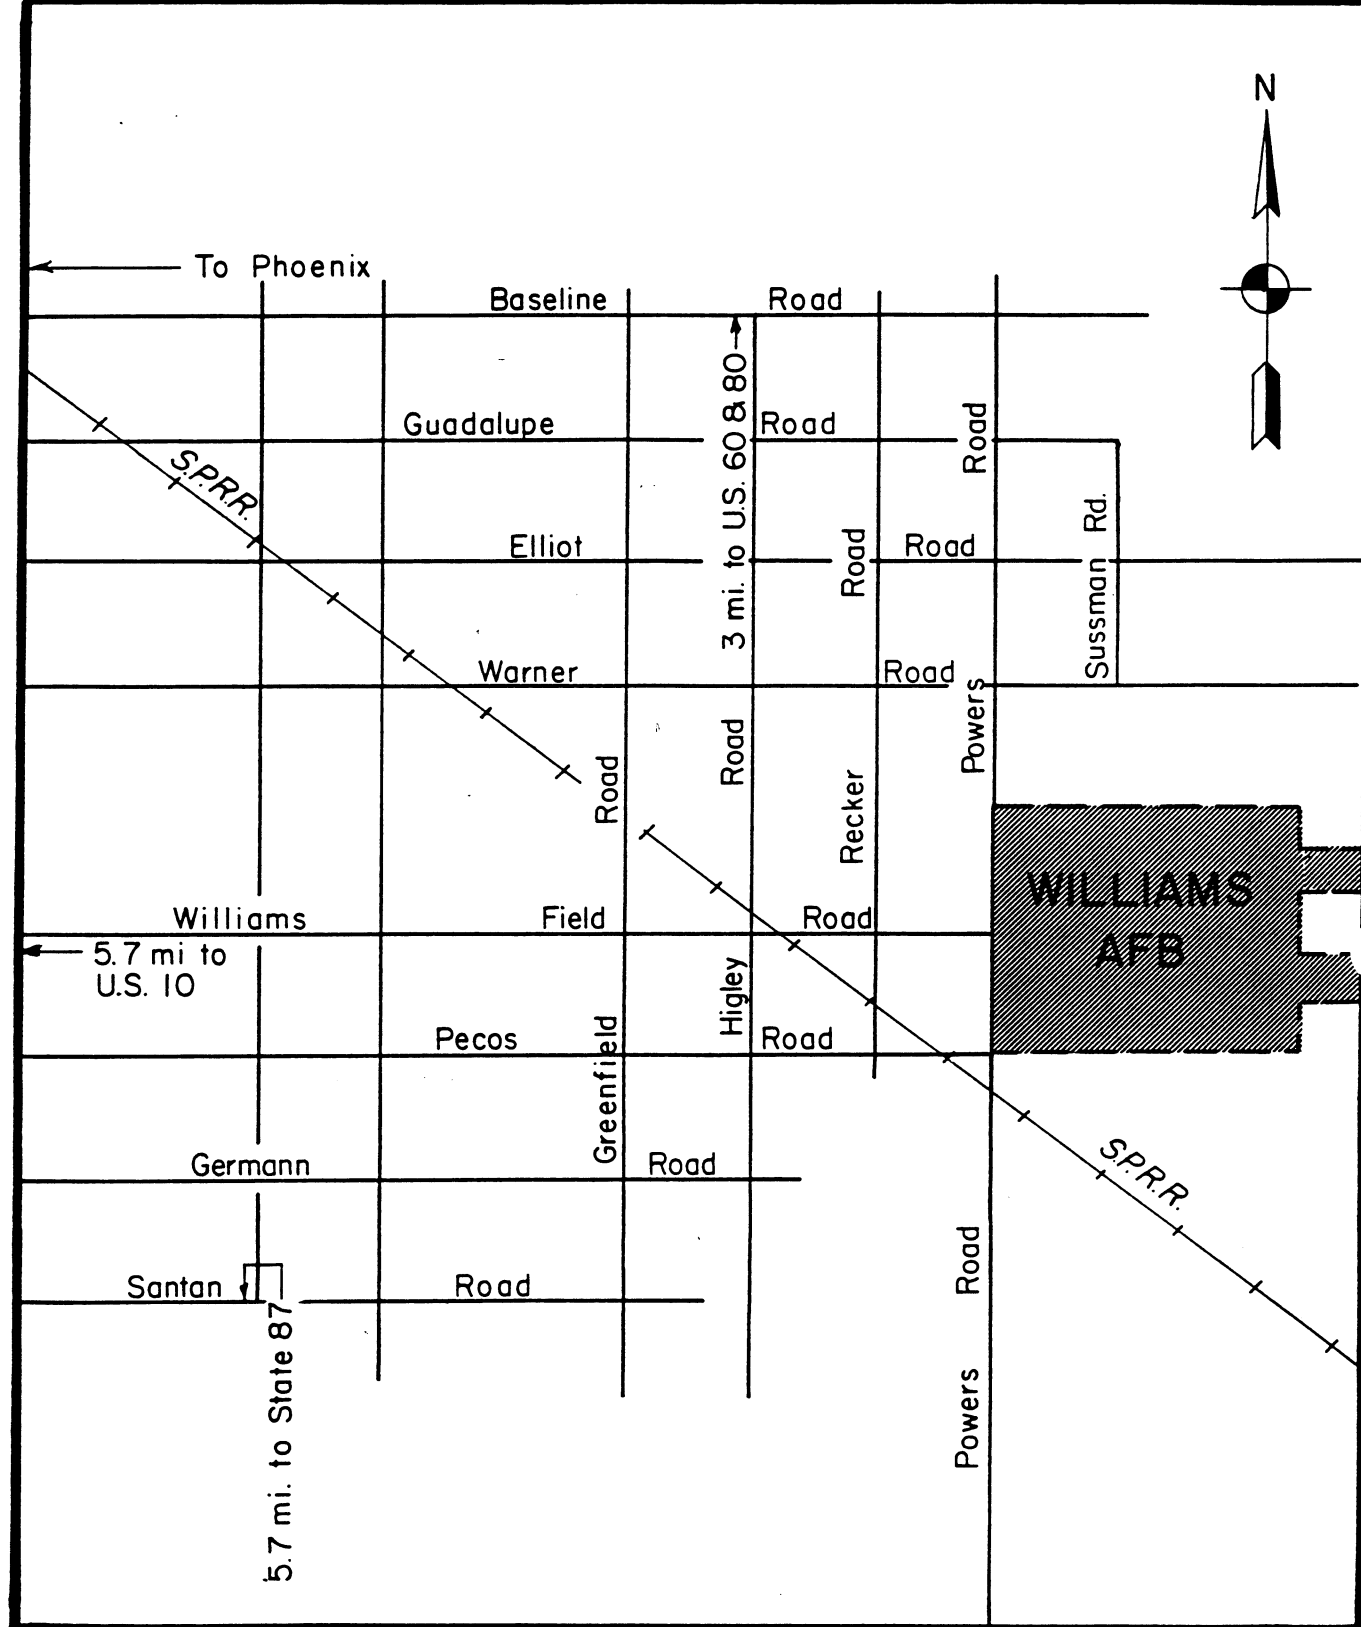 N
To Phoenix
Baseline Road
3 mi. to U.S. 60 & 80
Guadalupe Road
S.P.R.R.
Elliot Road
Sussman Rd.
Warner Road
Powers Road
Recker Road
Higley Road
Greenfield Road
WILLIAMS
AFB
Williams Field Road
5.7 mi to
U.S. 10
Pecos Road
Germann Road
S.P.R.R.
Santan Road
5.7 mi. to State 87
Powers Road